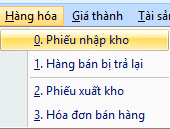 Hàng hóa Giá thành Tài sả
0. Phiếu nhập kho
1. Hàng bán bị trả lại
2. Phiếu xuất kho
3. Hóa đơn bán hàng